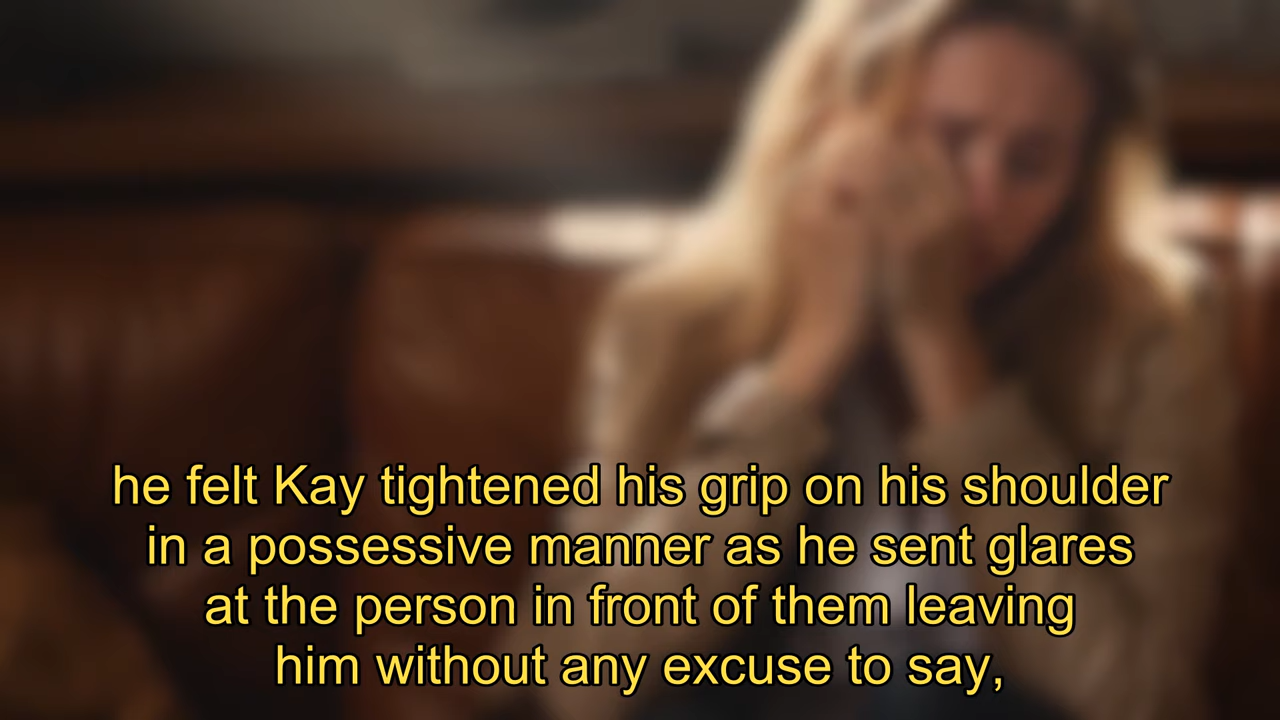 he felt Kay tightened his grip on his shoulder
in a possessive manner as he sent glares
at the person in front of them leaving
him without any excuse to say,